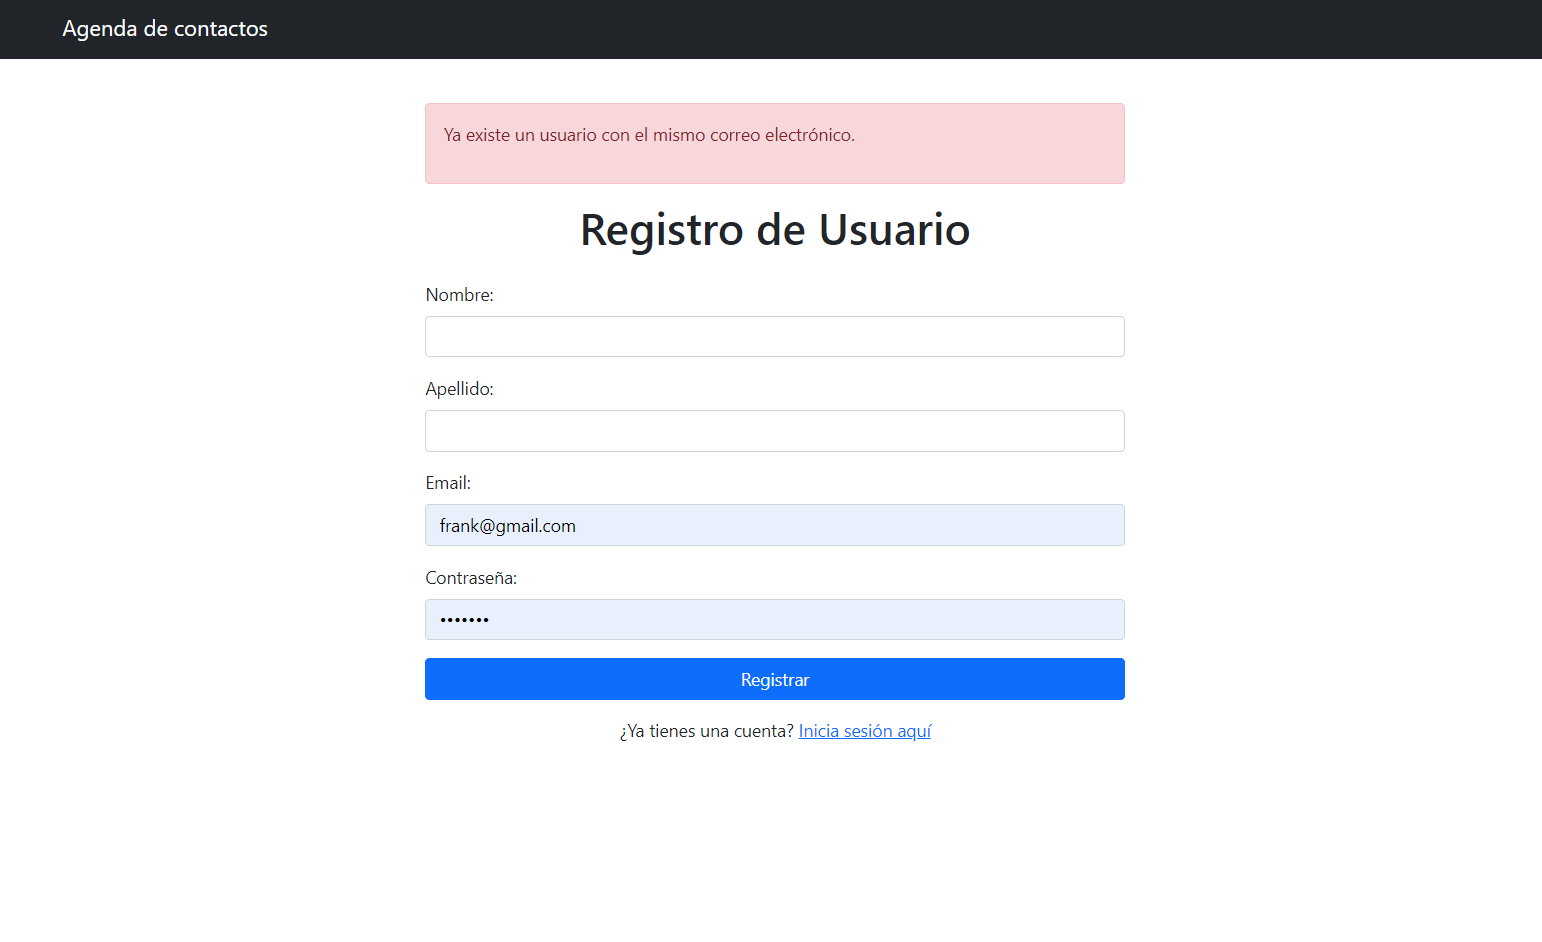 Agenda de contactos
Ya existe un usuario con el mismo correo electrónico.
Registro de Usuario
Nombre:
Apellido:
Email:
frank@gmail.com
Contraseña:
•••••••
Registrar
¿Ya tienes una cuenta? Inicia sesión aquí